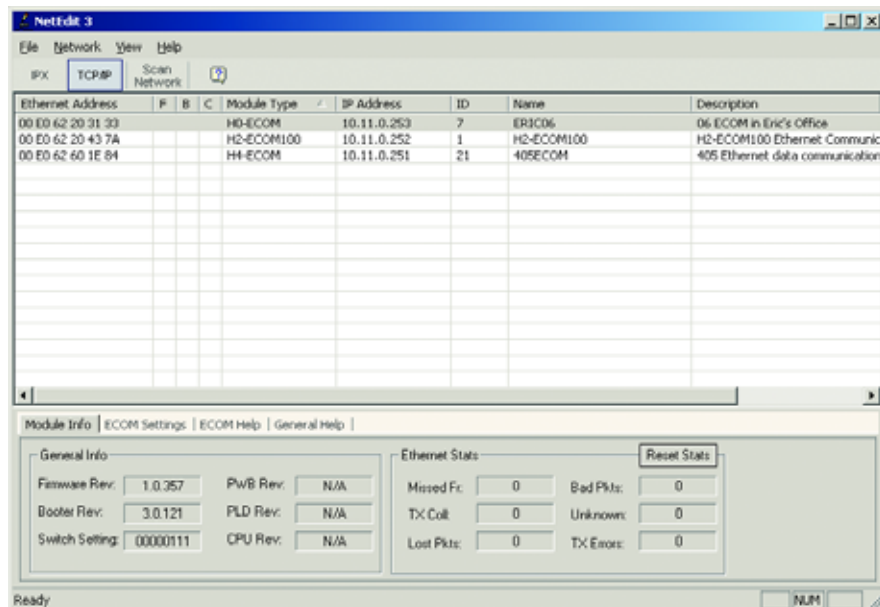 NetEdit 3
File Network View Help
IPX TCP/IP Scan Network
Ethernet Address F B C Module Type IP Address ID Name Description
00 E0 62 20 31 33 H0-ECOM 10.11.0.253 7 ERIC06 06 ECOM in Eric's Office
00 E0 62 20 43 7A H2-ECOM100 10.11.0.252 1 H2-ECOM100 H2-ECOM100 Ethernet Communic
00 E0 62 60 1E 84 H4-ECOM 10.11.0.251 21 405ECOM 405 Ethernet data communication
Module Info ECOM Settings ECOM Help General Help
General Info Ethernet Stats Reset Stats
Firmware Rev: 1.0.357 PWB Rev: N/A Missed Fr: 0 Bad Pkts: 0
Booter Rev: 3.0.121 PLD Rev: N/A TX Coll: 0 Unknown: 0
Switch Setting: 00000111 CPU Rev: N/A Lost Pkts: 0 TX Errors: 0
Ready NUM